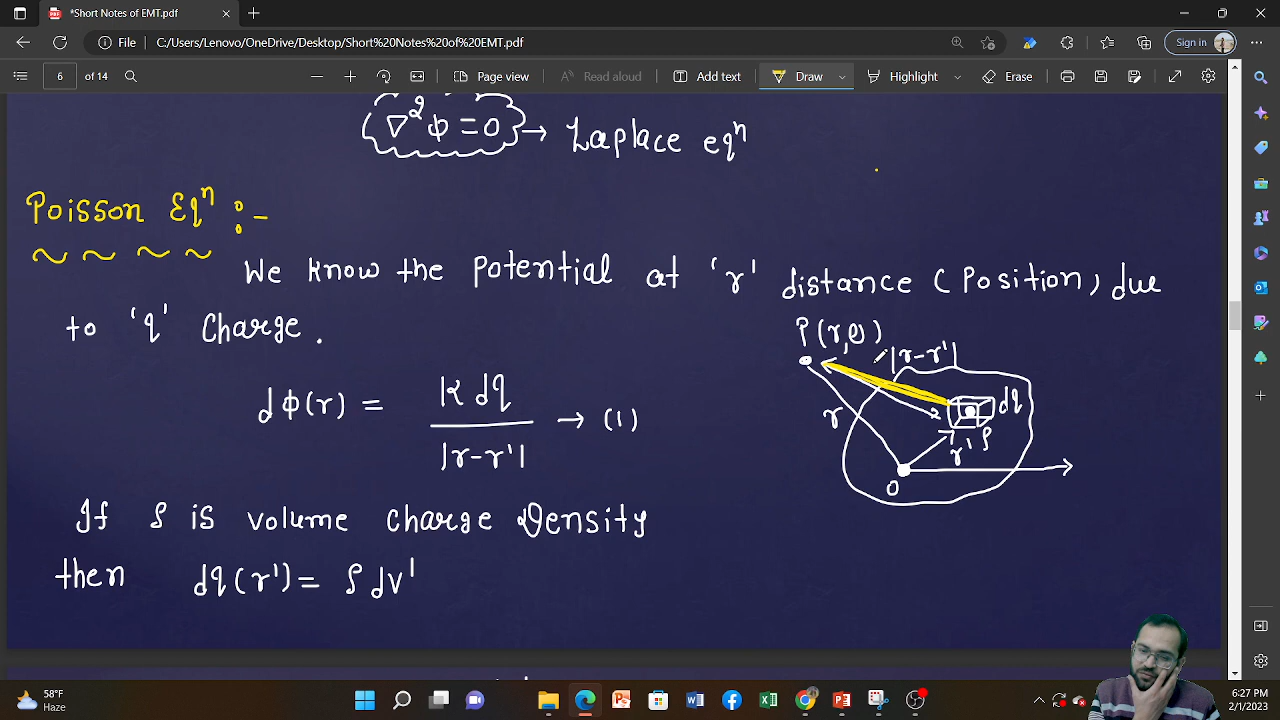 *Short Notes of EMT.pdf
File C:/Users/Lenovo/OneDrive/Desktop/Short%20Notes%20of%20EMT.pdf Sign in
6 of 14 Page view Read aloud Add text Draw Highlight Erase
∇²ϕ = 0 → Laplace eqⁿ
Poisson Eqⁿ :-
We know the potential at 'r' distance (Position) due
to 'q' Charge.
P(r,θ)
|r-r'|
dϕ(r) = K dq / |r-r'| → (1)
dq
r
r' ρ
O
If ρ is volume charge Density
then dq(r') = ρ dv'
58°F
Haze
6:27 PM
2/1/2023